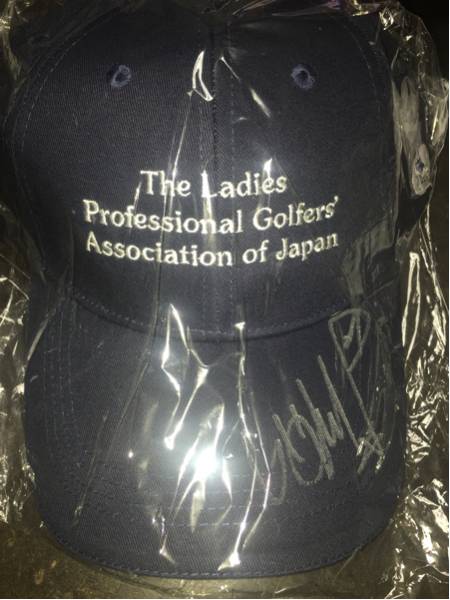 The Ladies
Professional Golfers'
Association of Japan